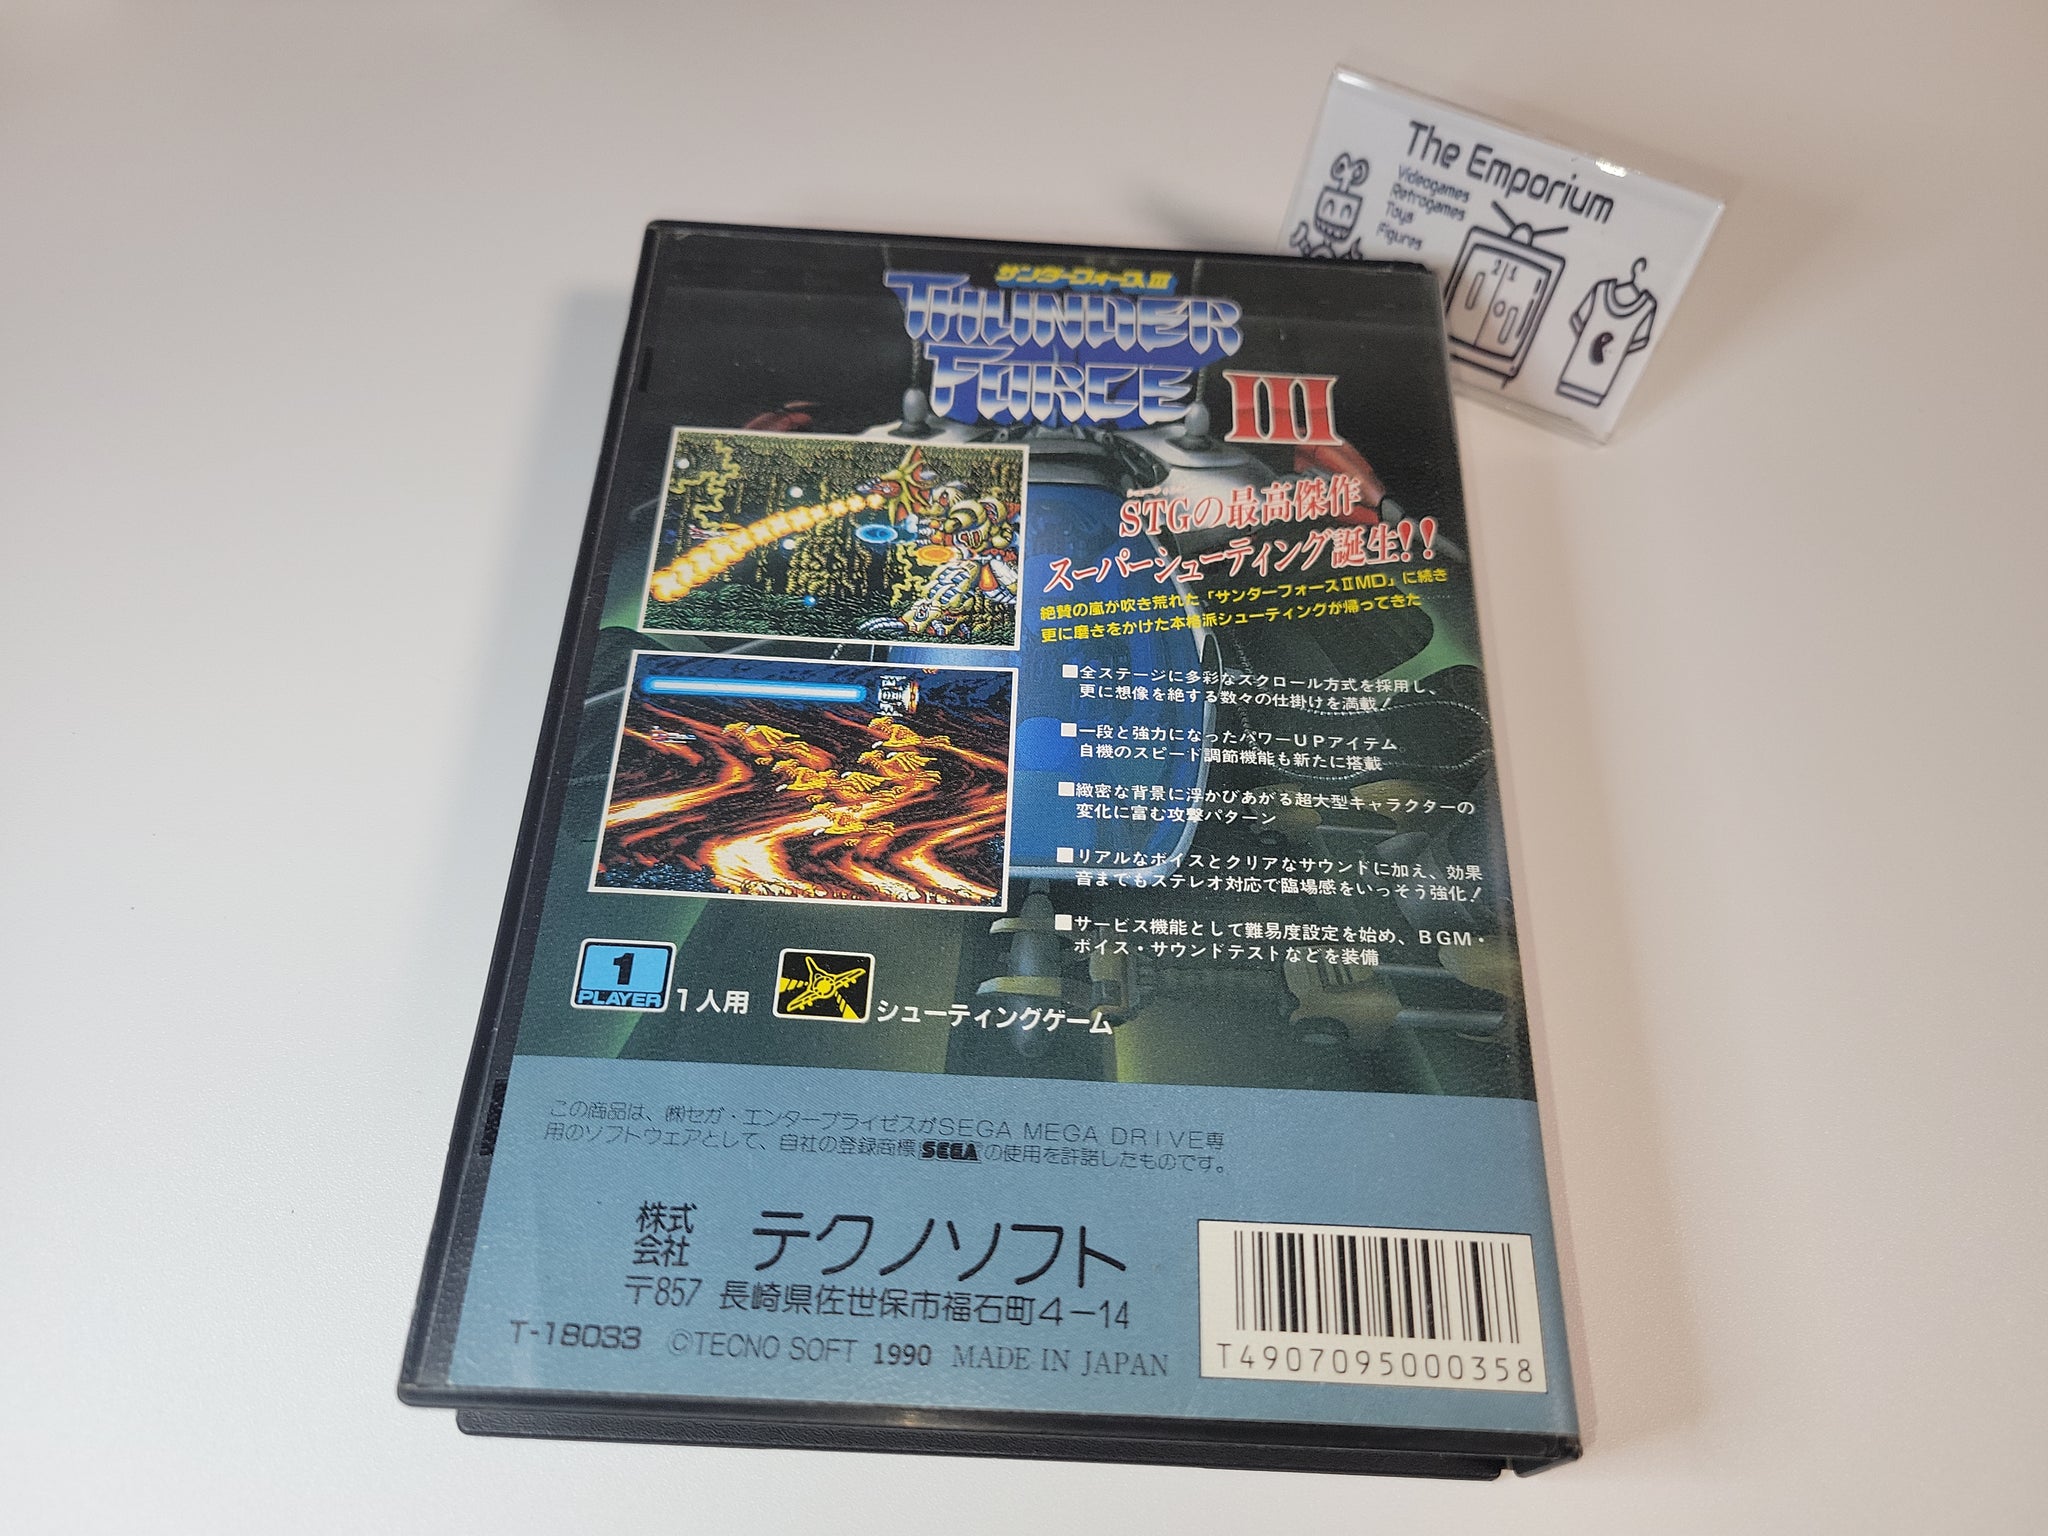 The Emporium
Videogames
Retrogames
Toys
Figures
2 1
サンダーフォースIII
THUNDER
FORCE III
シューティング
STGの最高傑作
スーパーシューティング誕生!!
絶賛の嵐が吹き荒れた「サンダーフォースⅡMD」に続き
更に磨きをかけた本格派シューティングが帰ってきた
■全ステージに多彩なスクロール方式を採用し、
更に想像を絶する数々の仕掛けを満載!
■一段と強力になったパワーUPアイテム。
自機のスピード調節機能も新たに搭載
■緻密な背景に浮かびあがる超大型キャラクターの
変化に富む攻撃パターン
■リアルなボイスとクリアなサウンドに加え、効果
音までもステレオ対応で臨場感をいっそう強化!
■サービス機能として難易度設定を始め、BGM・
ボイス・サウンドテストなどを装備
1
PLAYER
1人用
シューティングゲーム
この商品は、㈱セガ・エンタープライゼスがSEGA MEGA DRIVE専
用のソフトウェアとして、自社の登録商標SEGAの使用を許諾したものです。
株式会社 テクノソフト
〒857 長崎県佐世保市福石町4-14
T-18033 ©TECNO SOFT 1990 MADE IN JAPAN
T4907095000358